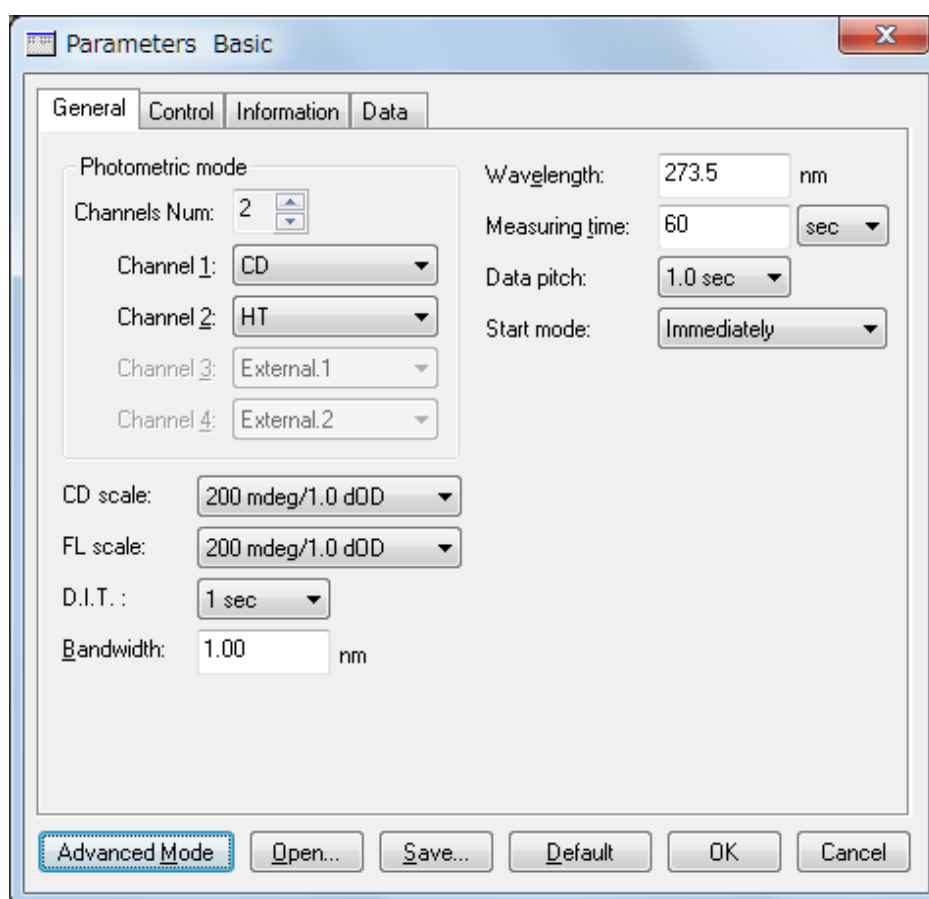 Parameters Basic
General Control Information Data
Photometric mode
Channels Num: 2
Channel 1: CD
Channel 2: HT
Channel 3: External.1
Channel 4: External.2
CD scale: 200 mdeg/1.0 dOD
FL scale: 200 mdeg/1.0 dOD
D.I.T. : 1 sec
Bandwidth: 1.00 nm
Wavelength: 273.5 nm
Measuring time: 60 sec
Data pitch: 1.0 sec
Start mode: Immediately
Advanced Mode Open... Save... Default OK Cancel